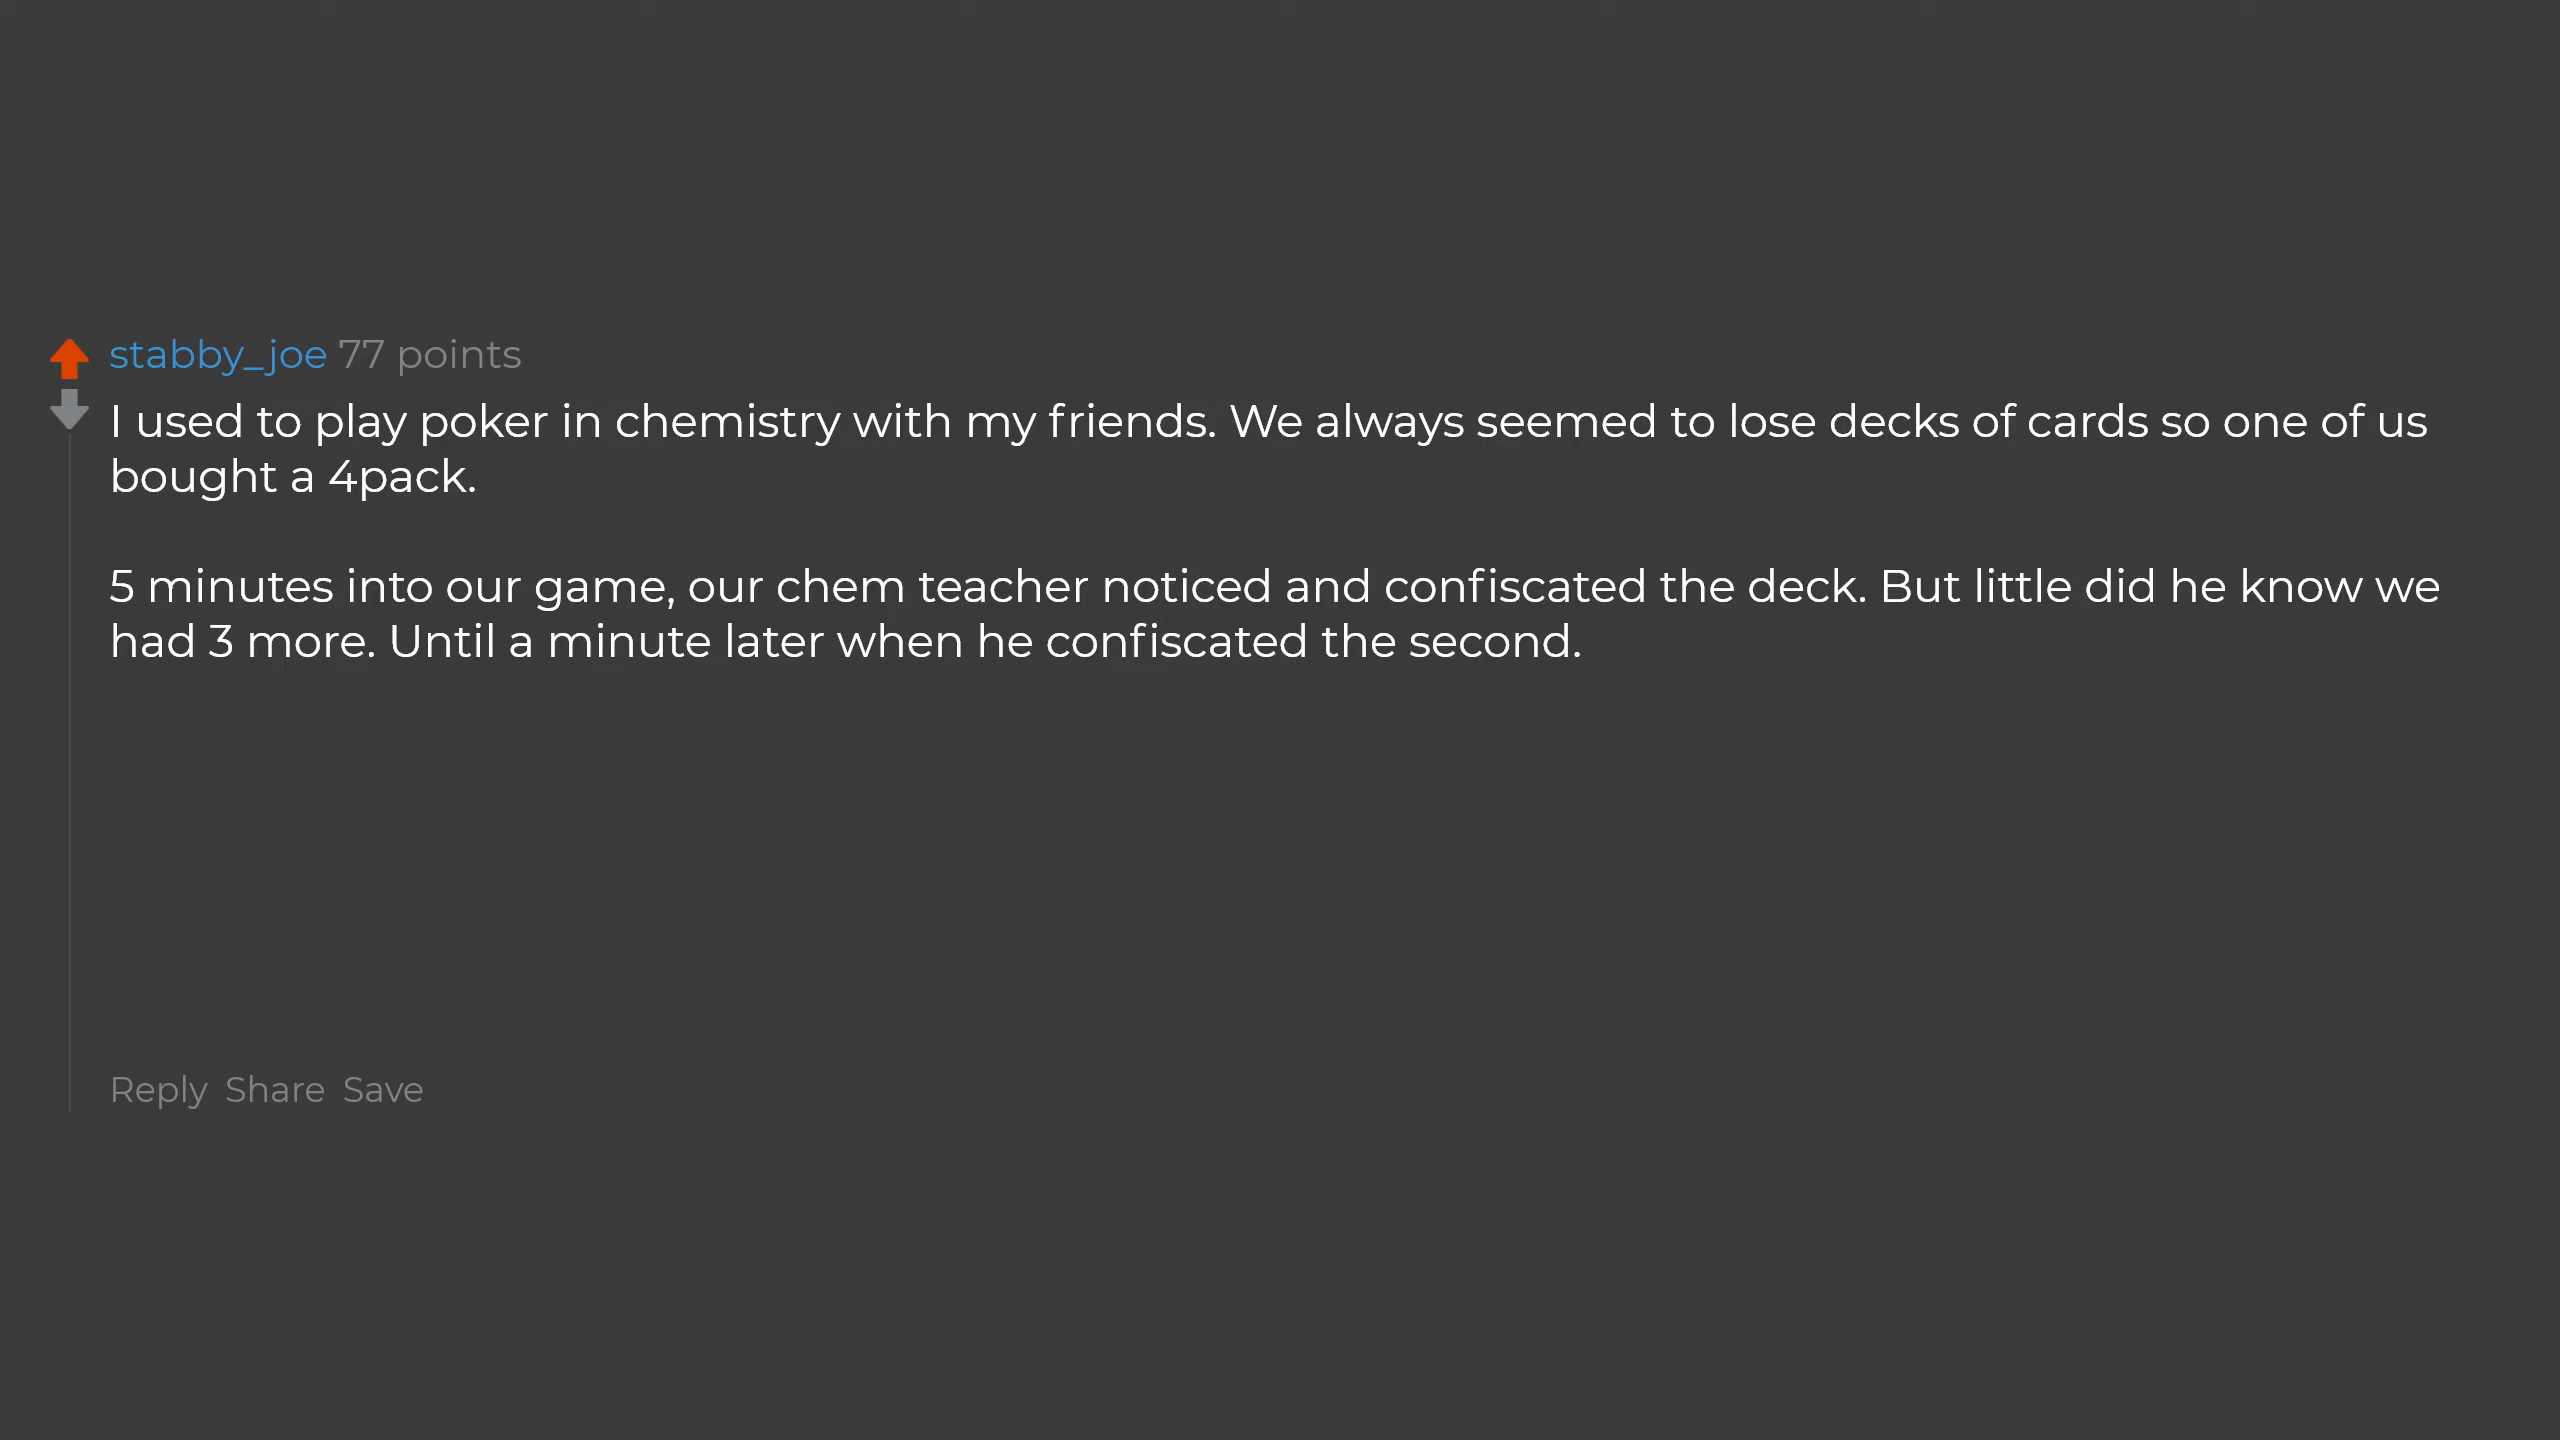 stabby_joe 77 points
I used to play poker in chemistry with my friends. We always seemed to lose decks of cards so one of us
bought a 4pack.
5 minutes into our game, our chem teacher noticed and confiscated the deck. But little did he know we
had 3 more. Until a minute later when he confiscated the second.
Reply Share Save